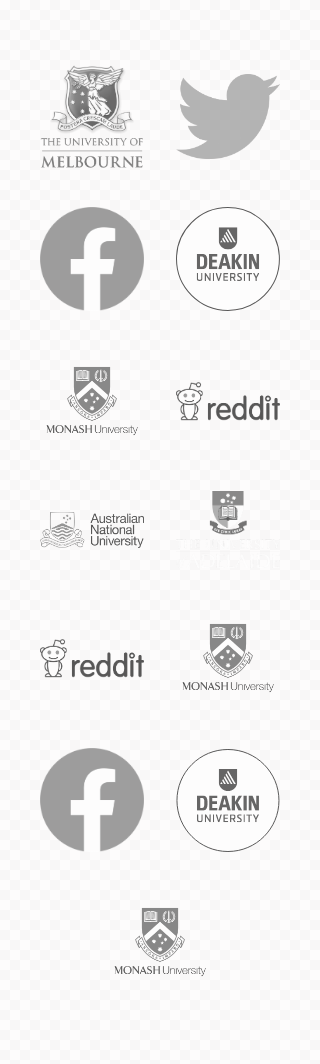 THE UNIVERSITY OF
MELBOURNE
DEAKIN
UNIVERSITY
MONASH University
reddit
Australian
National
University
reddit
MONASH University
DEAKIN
UNIVERSITY
MONASH University